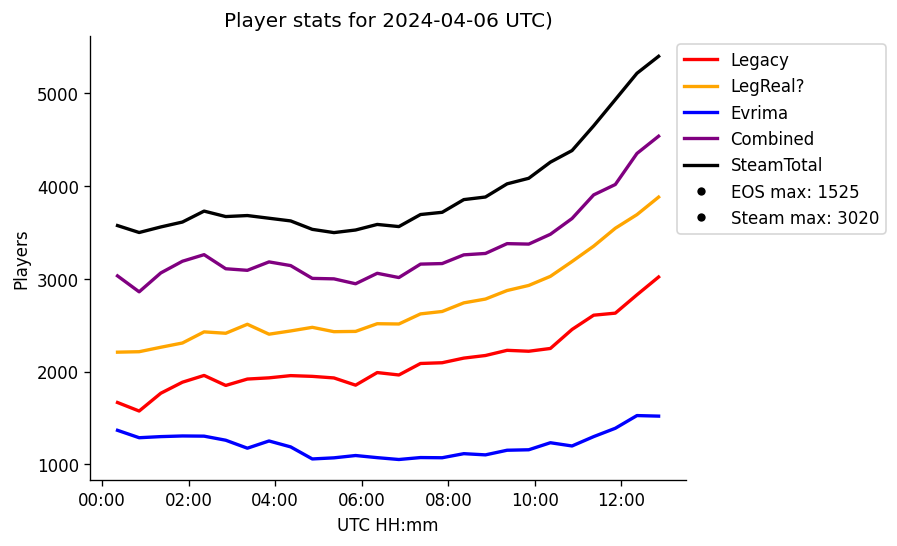 Player stats for 2024-04-06 UTC)
Players
5000
4000
3000
2000
1000
00:00 02:00 04:00 06:00 08:00 10:00 12:00
UTC HH:mm
Legacy
LegReal?
Evrima
Combined
SteamTotal
EOS max: 1525
Steam max: 3020